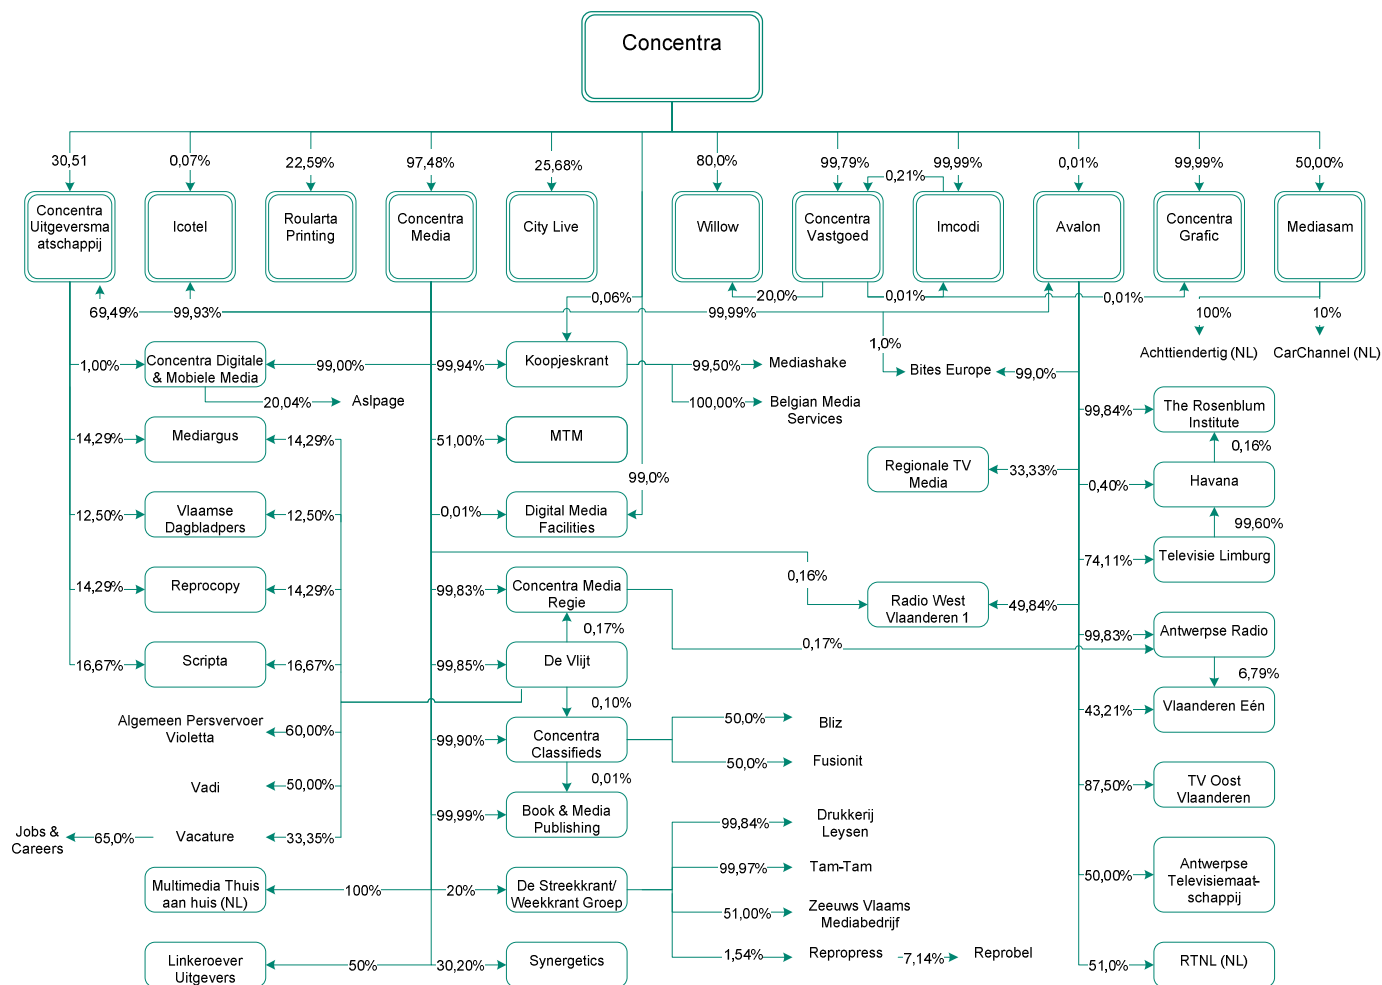 Concentra
30,51
0,07%
22,59%
97,48%
25,68%
80,0%
99,79%
99,99%
0,01%
99,99%
50,00%
0,21%
Concentra
Uitgeversma
atschappij
Icotel
Roularta
Printing
Concentra
Media
City Live
Willow
Concentra
Vastgoed
Imcodi
Avalon
Concentra
Grafic
Mediasam
0,06%
20,0%
0,01%
0,01%
69,49%
99,93%
99,99%
100%
10%
1,0%
Achttiendertig (NL)
CarChannel (NL)
1,00%
Concentra Digitale
& Mobiele Media
99,00%
99,94%
Koopjeskrant
99,50%
Mediashake
Bites Europe
99,0%
20,04%
Aslpage
100,00%
Belgian Media
Services
99,84%
The Rosenblum
Institute
14,29%
Mediargus
14,29%
51,00%
MTM
0,16%
99,0%
Regionale TV
Media
33,33%
0,40%
Havana
12,50%
Vlaamse
Dagbladpers
12,50%
0,01%
Digital Media
Facilities
99,60%
74,11%
Televisie Limburg
14,29%
Reprocopy
14,29%
99,83%
Concentra Media
Regie
0,16%
Radio West
Vlaanderen 1
49,84%
0,17%
0,17%
99,83%
Antwerpse Radio
16,67%
Scripta
16,67%
99,85%
De Vlijt
6,79%
0,10%
43,21%
Vlaanderen Eén
Algemeen Persvervoer
Violetta
60,00%
99,90%
Concentra
Classifieds
50,0%
Bliz
50,0%
Fusionit
0,01%
Vadi
50,00%
87,50%
TV Oost
Vlaanderen
99,99%
Book & Media
Publishing
Jobs &
Careers
65,0%
Vacature
33,35%
99,84%
Drukkerij
Leysen
99,97%
Tam-Tam
50,00%
Antwerpse
Televisiemaat-
schappij
Multimedia Thuis
aan huis (NL)
100%
20%
De Streekkrant/
Weekkrant Groep
51,00%
Zeeuws Vlaams
Mediabedrijf
1,54%
Repropress
7,14%
Reprobel
Linkeroever
Uitgevers
50%
30,20%
Synergetics
51,0%
RTNL (NL)